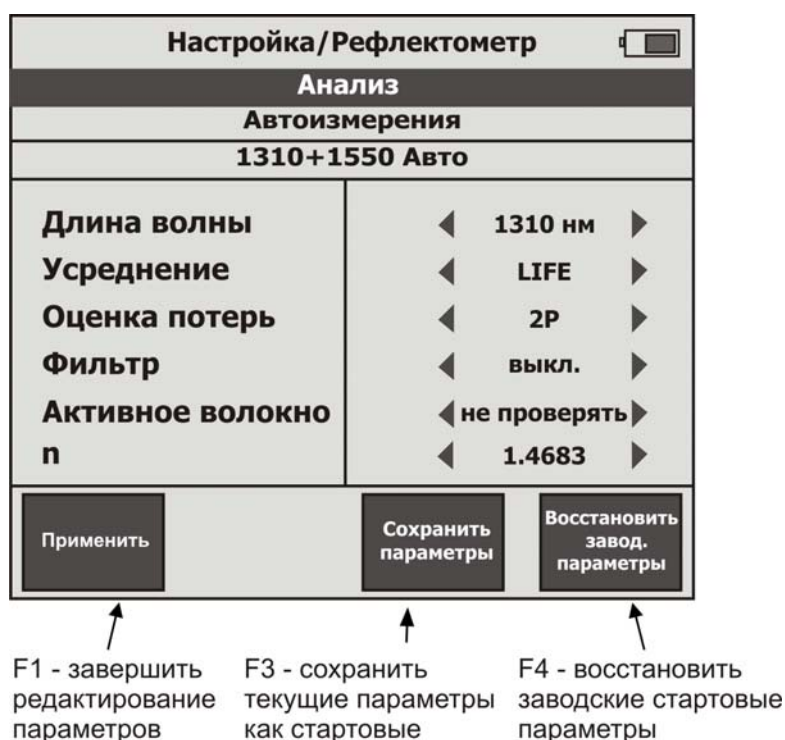 Настройка/Рефлектометр
Анализ
Автоизмерения
1310+1550 Авто
Длина волны 1310 нм
Усреднение LIFE
Оценка потерь 2P
Фильтр выкл.
Активное волокно не проверять
n 1.4683
Применить
Сохранить
параметры
Восстановить
завод.
параметры
F1 - завершить
редактирование
параметров
F3 - сохранить
текущие параметры
как стартовые
F4 - восстановить
заводские стартовые
параметры